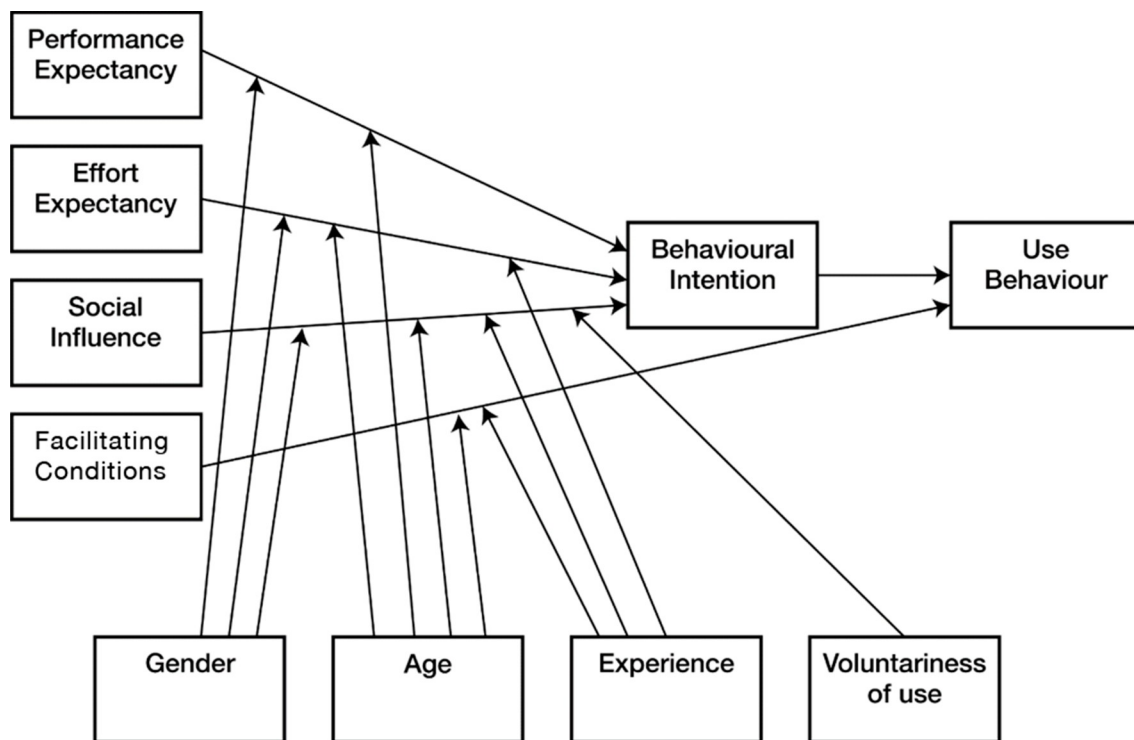 Performance
Expectancy
Effort
Expectancy
Social
Influence
Facilitating
Conditions
Behavioural
Intention
Use
Behaviour
Gender
Age
Experience
Voluntariness
of use